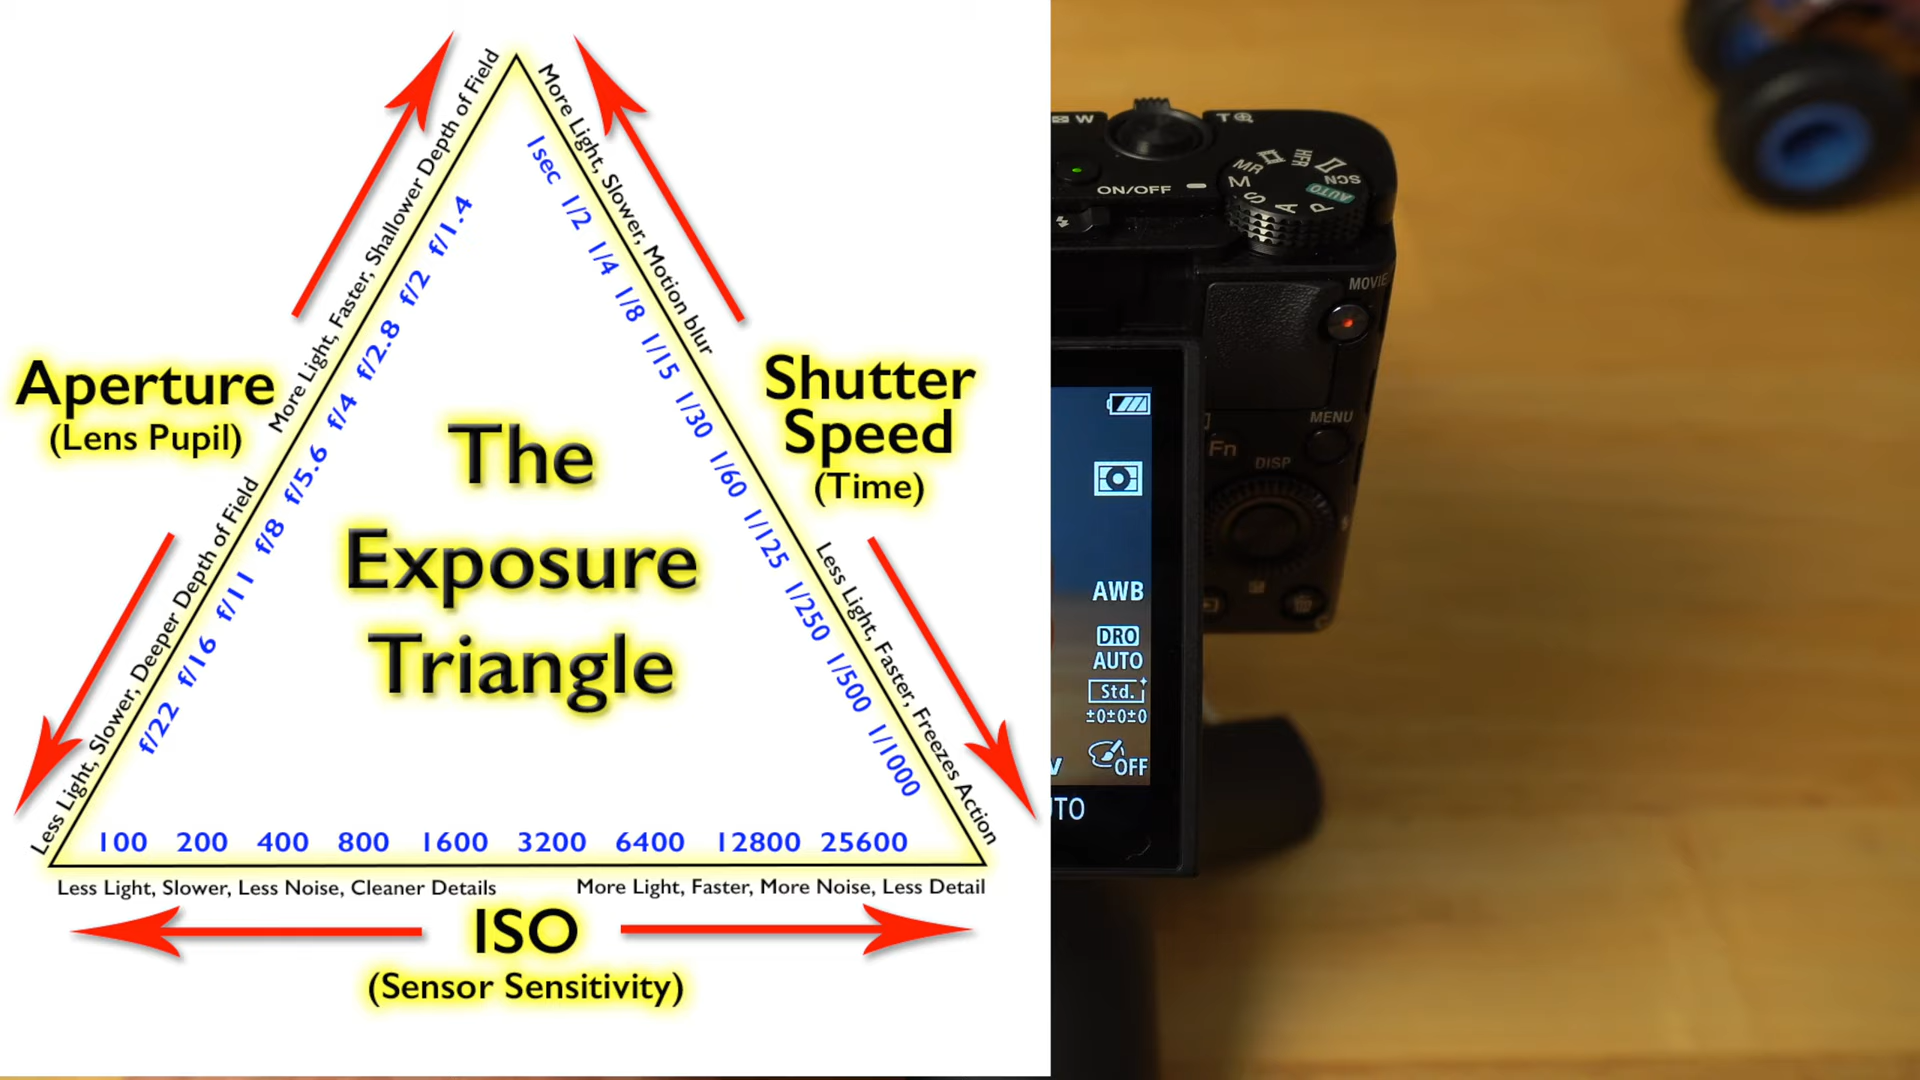 More Light, Faster, Shallower Depth of Field
Less Light, Slower, Deeper Depth of Field
Aperture
(Lens Pupil)
f/1.4
f/2
f/2.8
f/4
f/5.6
f/8
f/11
f/16
f/22
More Light, Slower, Motion blur
Less Light, Faster, Freezes Action
Shutter
Speed
(Time)
1sec
1/2
1/4
1/8
1/15
1/30
1/60
1/125
1/250
1/500
1/1000
The
Exposure
Triangle
100 200 400 800 1600 3200 6400 12800 25600
Less Light, Slower, Less Noise, Cleaner Details
More Light, Faster, More Noise, Less Detail
ISO
(Sensor Sensitivity)
W
T
ON/OFF
MR
HFR
SCN
AUTO
P
A
S
M
MOVIE
MENU
Fn
DISP
AWB
DRO
AUTO
Std.
±0±0±0
OFF